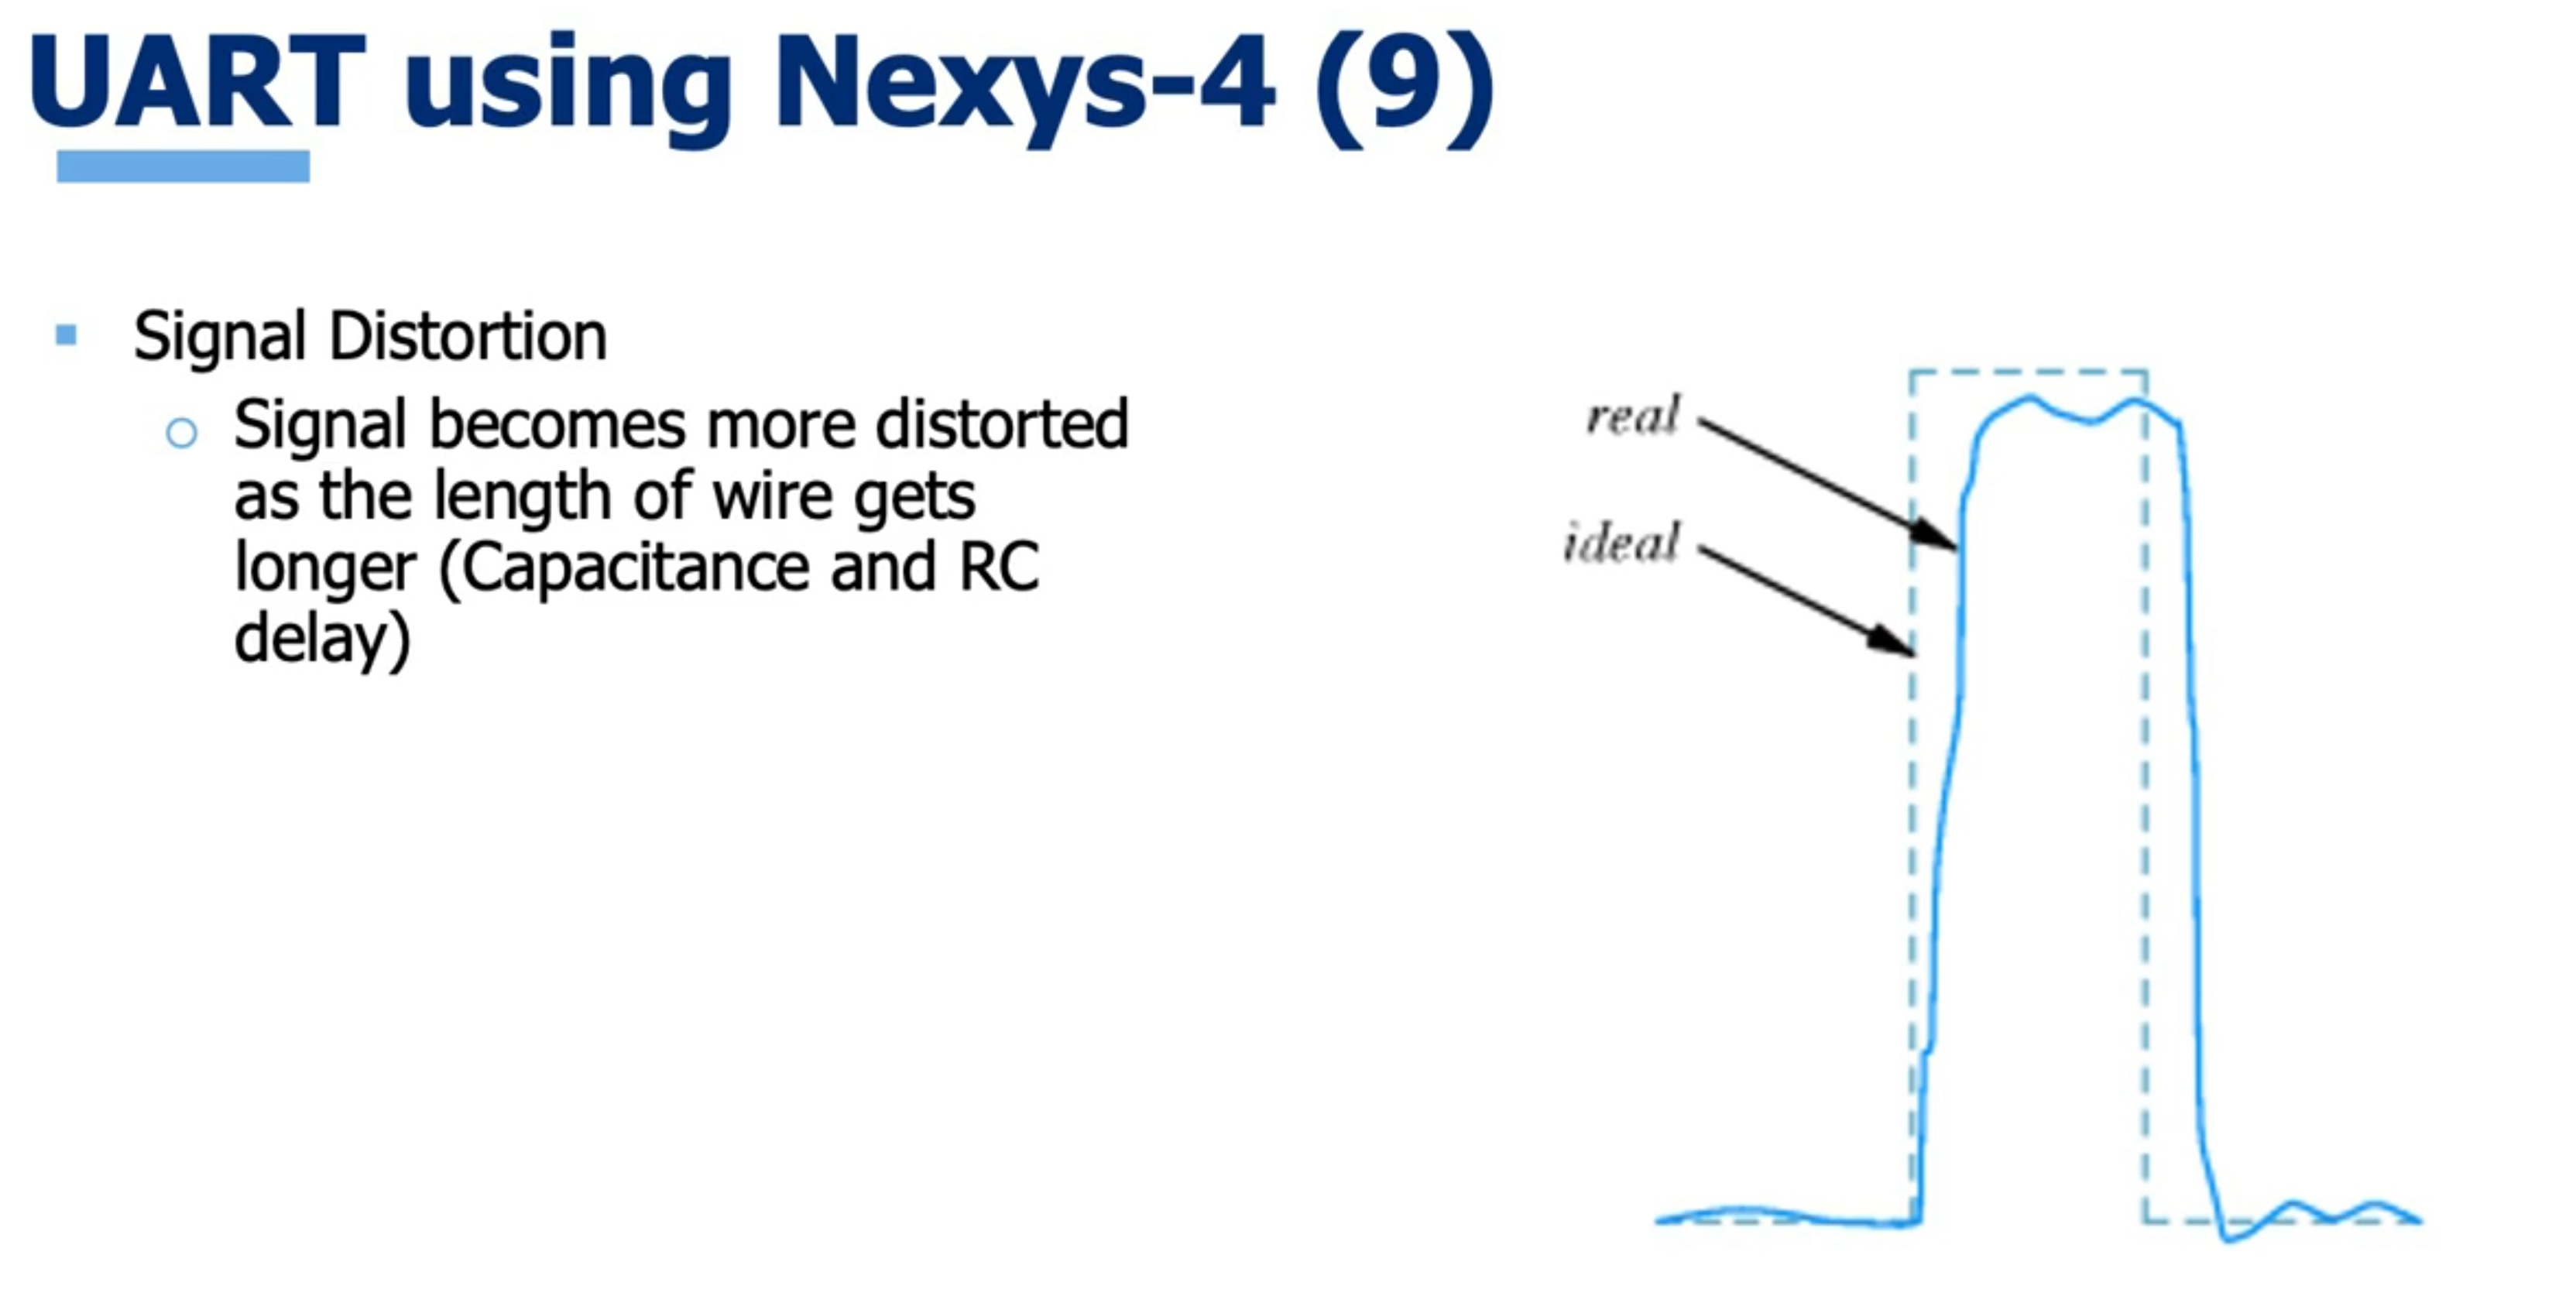 UART using Nexys-4 (9)
Signal Distortion
Signal becomes more distorted
as the length of wire gets
longer (Capacitance and RC
delay)
real
ideal